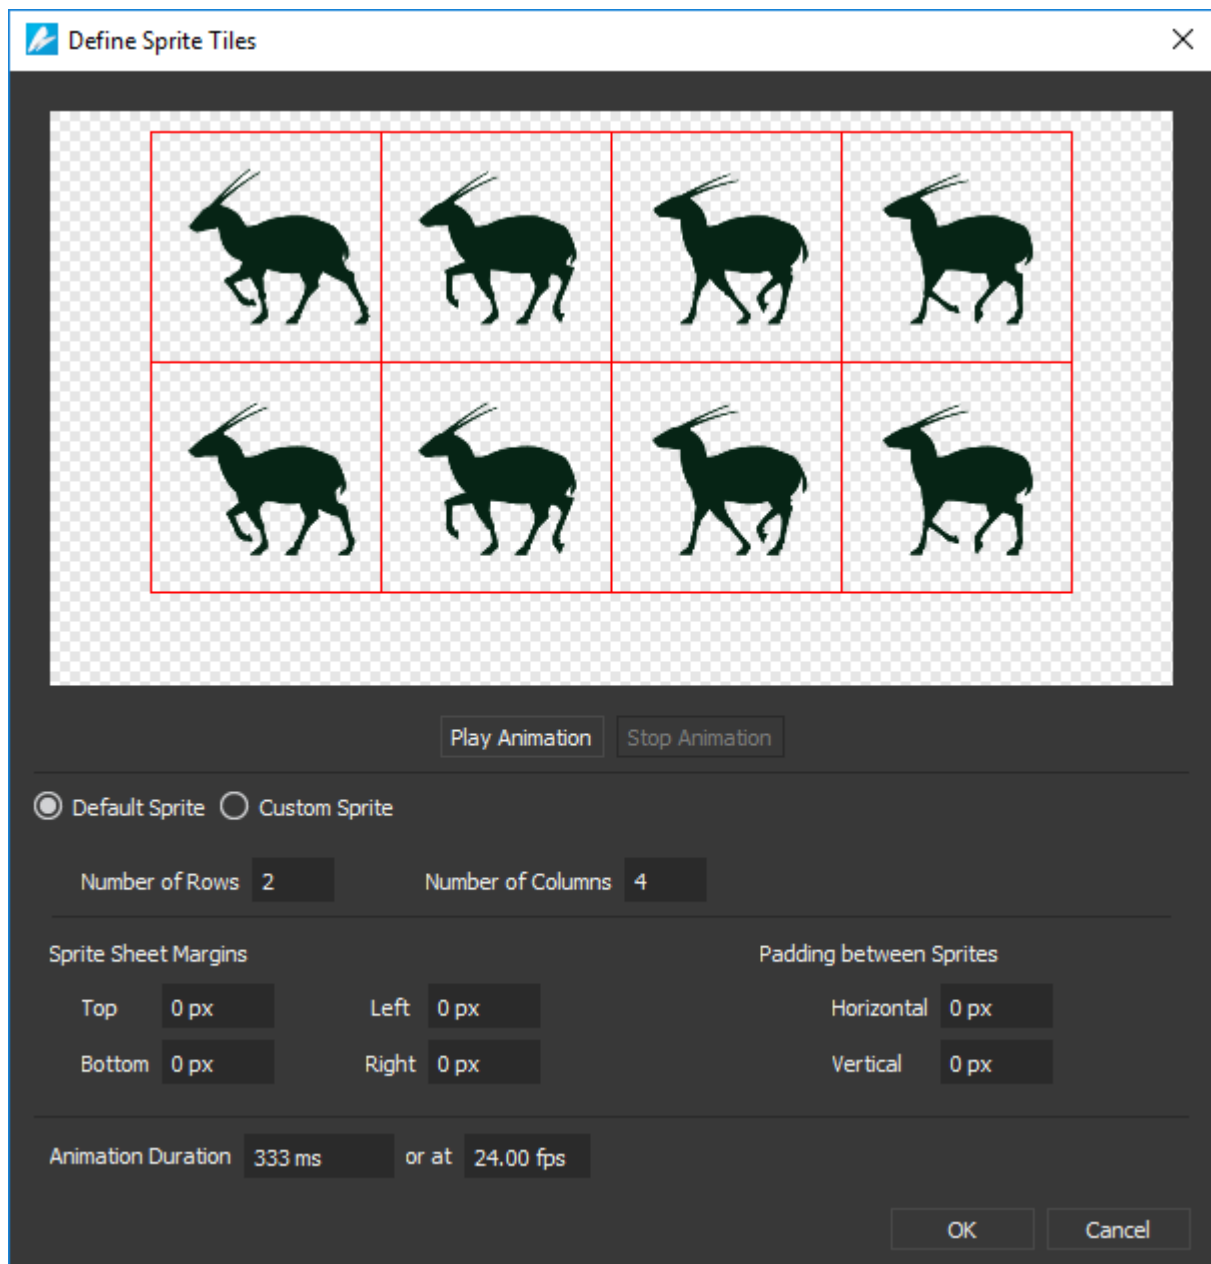 Define Sprite Tiles
Play Animation Stop Animation
Default Sprite Custom Sprite
Number of Rows 2 Number of Columns 4
Sprite Sheet Margins Padding between Sprites
Top 0 px Left 0 px Horizontal 0 px
Bottom 0 px Right 0 px Vertical 0 px
Animation Duration 333 ms or at 24.00 fps
OK Cancel